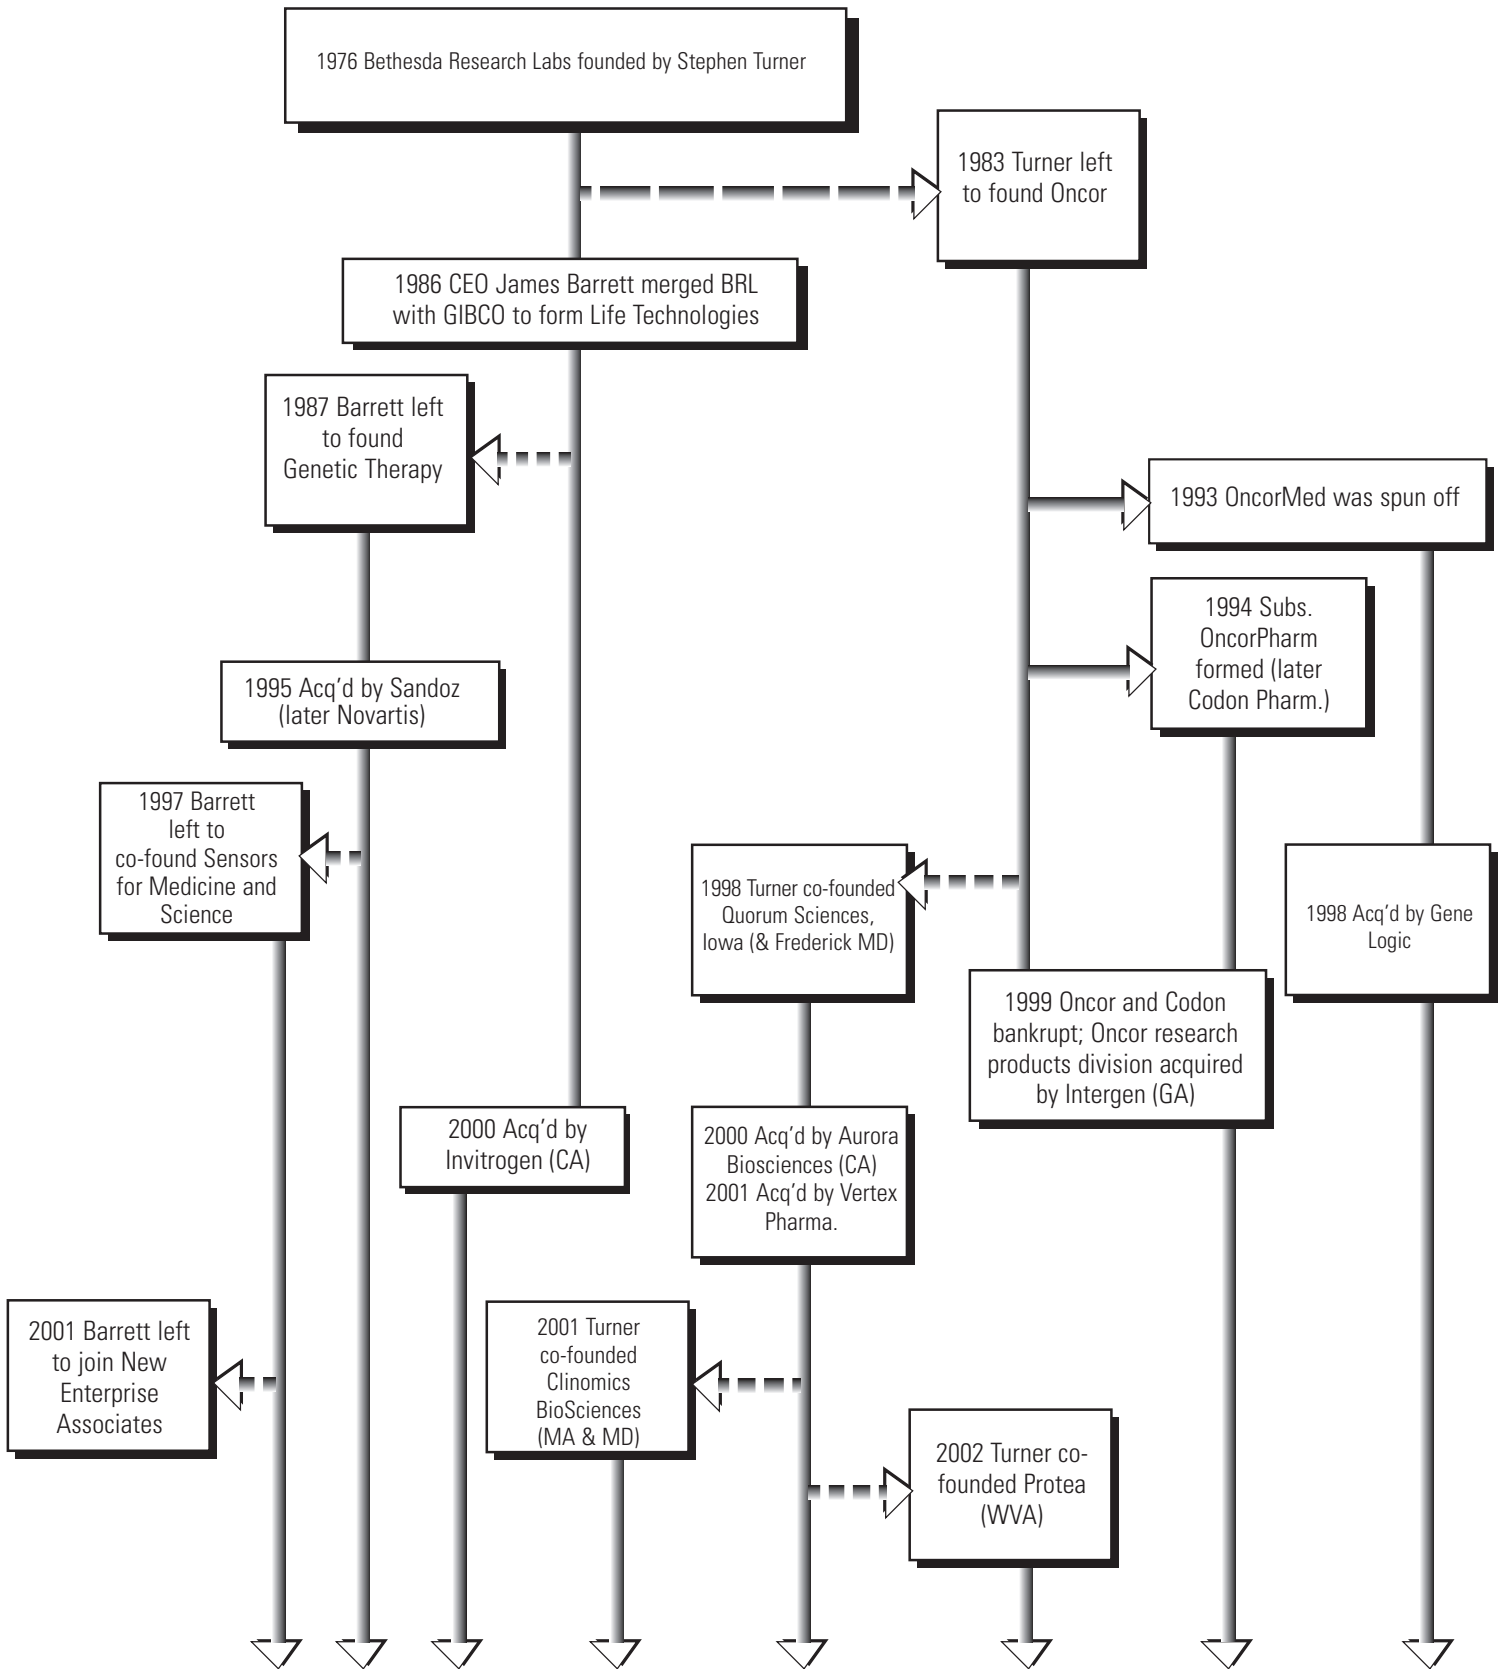 1976 Bethesda Research Labs founded by Stephen Turner
1983 Turner left
to found Oncor
1986 CEO James Barrett merged BRL
with GIBCO to form Life Technologies
1987 Barrett left
to found
Genetic Therapy
1993 OncorMed was spun off
1994 Subs.
OncorPharm
formed (later
Codon Pharm.)
1995 Acq’d by Sandoz
(later Novartis)
1997 Barrett
left to
co-found Sensors
for Medicine and
Science
1998 Turner co-founded
Quorum Sciences,
Iowa (& Frederick MD)
1998 Acq’d by Gene
Logic
1999 Oncor and Codon
bankrupt; Oncor research
products division acquired
by Intergen (GA)
2000 Acq’d by
Invitrogen (CA)
2000 Acq’d by Aurora
Biosciences (CA)
2001 Acq’d by Vertex
Pharma.
2001 Barrett left
to join New
Enterprise
Associates
2001 Turner
co-founded
Clinomics
BioSciences
(MA & MD)
2002 Turner co-
founded Protea
(WVA)